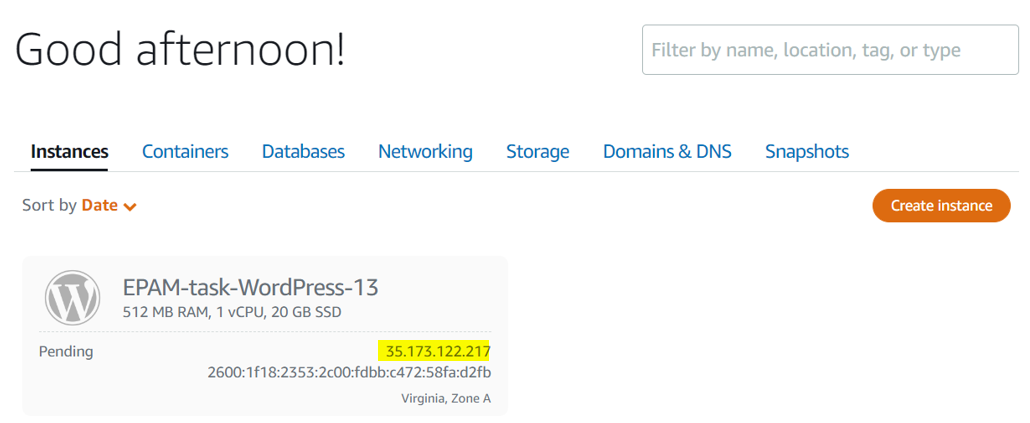 Good afternoon!
Filter by name, location, tag, or type
Instances Containers Databases Networking Storage Domains & DNS Snapshots
Sort by Date
Create instance
EPAM-task-WordPress-13
512 MB RAM, 1 vCPU, 20 GB SSD
Pending 35.173.122.217
2600:1f18:2353:2c00:fdbb:c472:58fa:d2fb
Virginia, Zone A